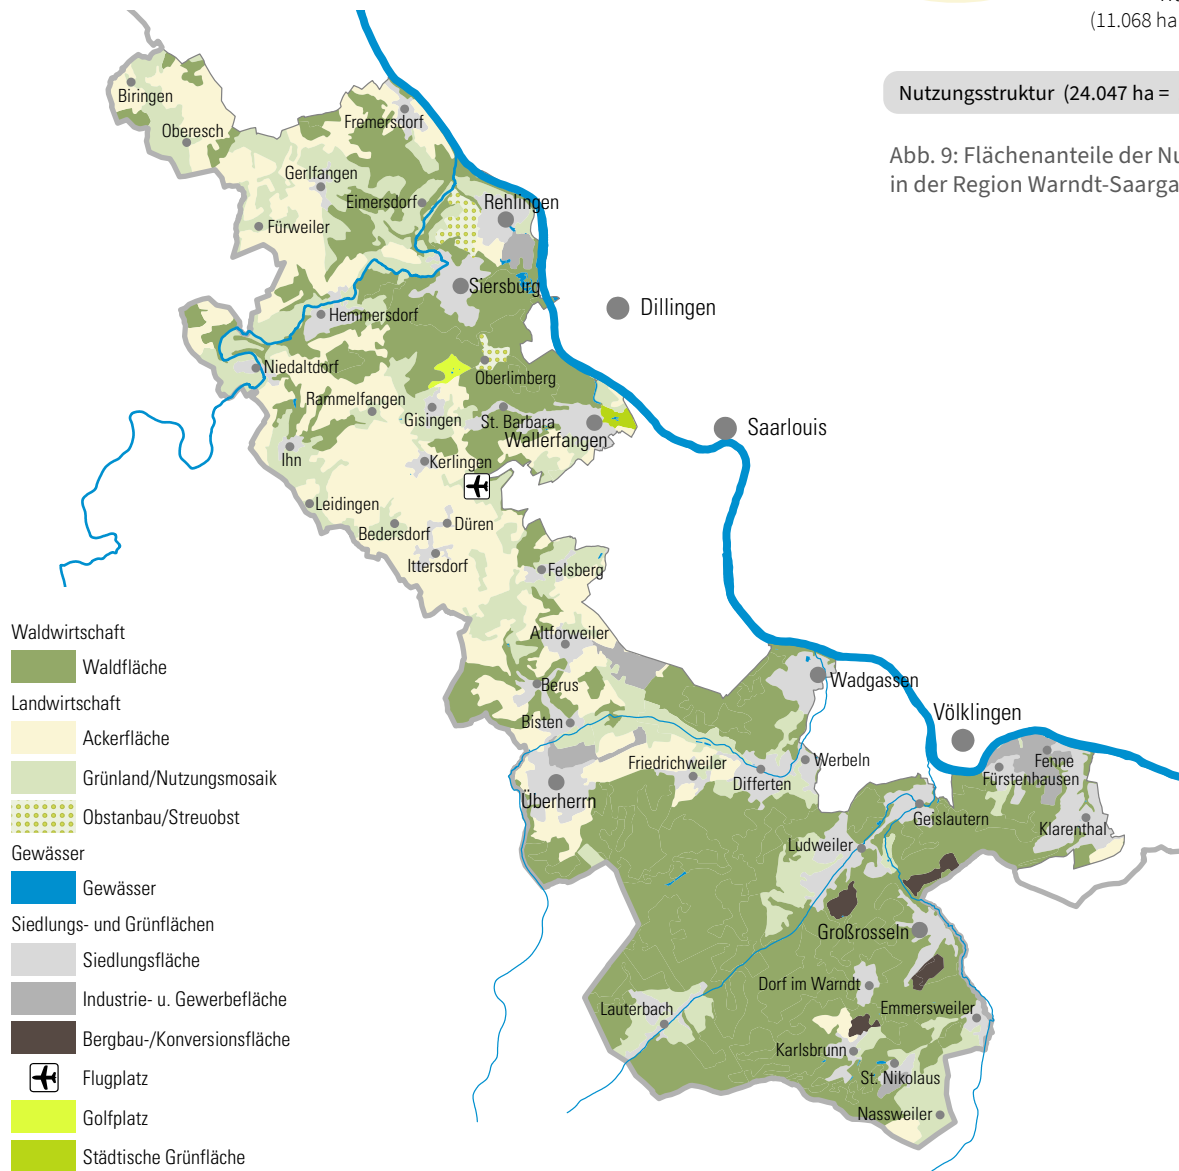 (11.068 ha
Nutzungsstruktur (24.047 ha =
Abb. 9: Flächenanteile der Nu
in der Region Warndt-Saarga
Biringen
Oberesch
Fremersdorf
Gerlfangen
Eimersdorf
Rehlingen
Fürweiler
Siersburg
Hemmersdorf
Dillingen
Niedaltdorf
Oberlimberg
Rammelfangen
Gisingen
St. Barbara
Wallerfangen
Saarlouis
Ihn
Kerlingen
Leidingen
Bedersdorf
Düren
Ittersdorf
Felsberg
Altforweiler
Berus
Bisten
Wadgassen
Völklingen
Friedrichweiler
Differten
Werbeln
Fenne
Fürstenhausen
Überherrn
Geislautern
Klarenthal
Ludweiler
Großrosseln
Dorf im Warndt
Lauterbach
Emmersweiler
Karlsbrunn
St. Nikolaus
Nassweiler
Waldwirtschaft
Waldfläche
Landwirtschaft
Ackerfläche
Grünland/Nutzungsmosaik
Obstanbau/Streuobst
Gewässer
Gewässer
Siedlungs- und Grünflächen
Siedlungsfläche
Industrie- u. Gewerbefläche
Bergbau-/Konversionsfläche
Flugplatz
Golfplatz
Städtische Grünfläche